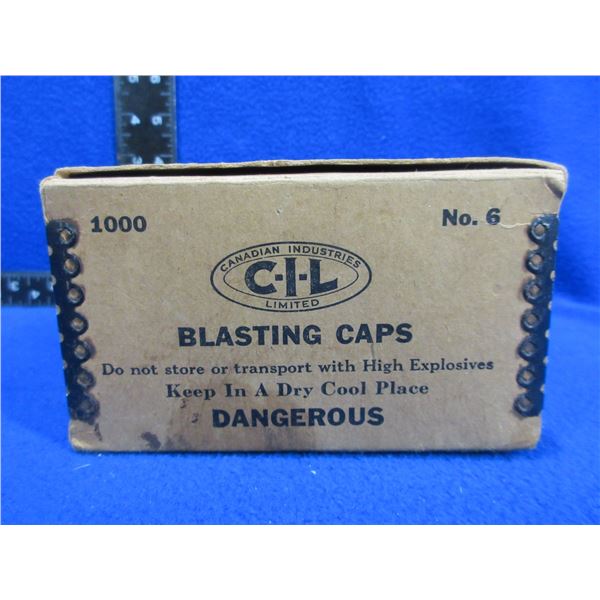 1000 No. 6
CANADIAN INDUSTRIES
C-I-L
LIMITED
BLASTING CAPS
Do not store or transport with High Explosives
Keep In A Dry Cool Place
DANGEROUS